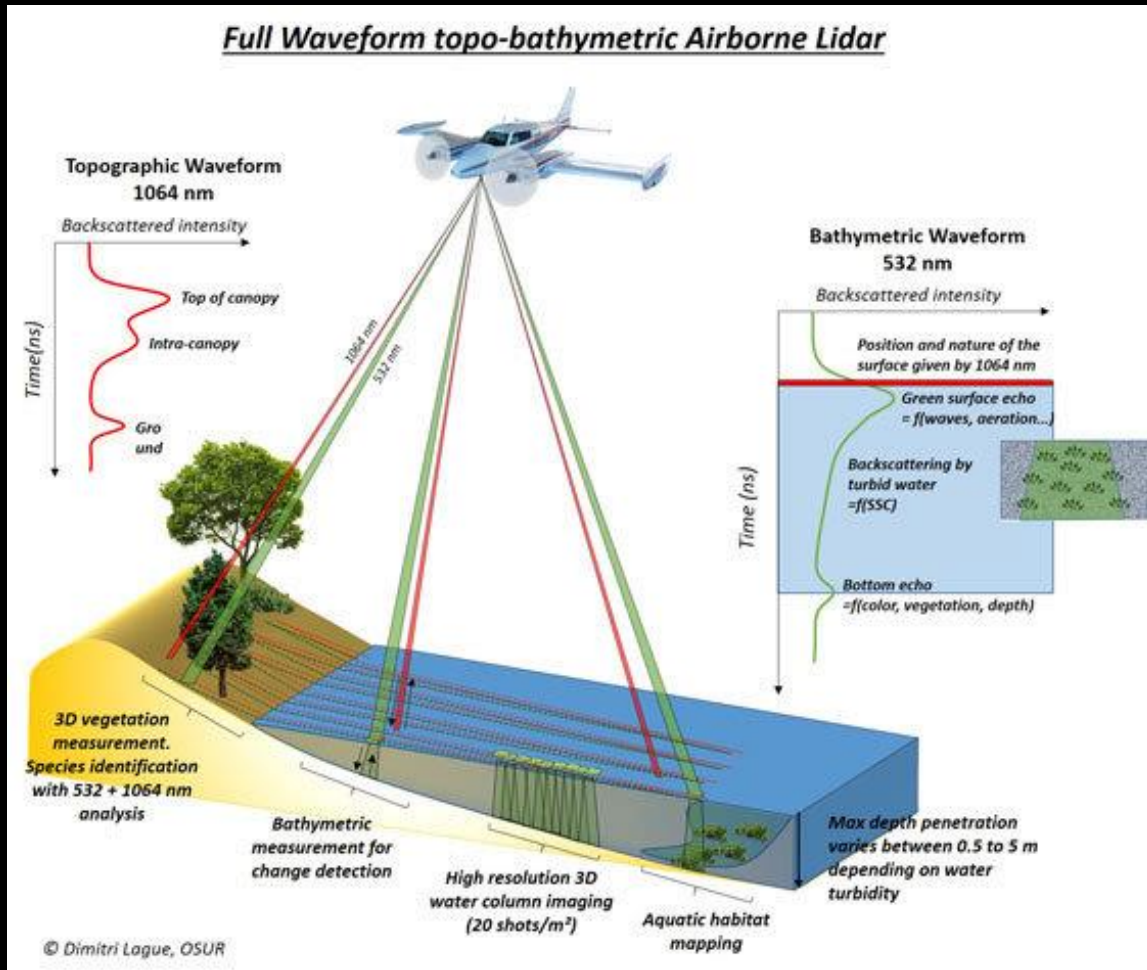 Full Waveform topo-bathymetric Airborne Lidar
Topographic Waveform
1064 nm
Backscattered intensity
Time(ns)
Top of canopy
Intra-canopy
Gro
und
1064 nm
532 nm
Bathymetric Waveform
532 nm
Backscattered intensity
Time (ns)
Position and nature of the
surface given by 1064 nm
Green surface echo
= f(waves, aeration...)
Backscattering by
turbid water
=f(SSC)
Bottom echo
=f(color, vegetation, depth)
3D vegetation
measurement.
Species identification
with 532 + 1064 nm
analysis
Bathymetric
measurement for
change detection
High resolution 3D
water column imaging
(20 shots/m²)
Aquatic habitat
mapping
Max depth penetration
varies between 0.5 to 5 m
depending on water
turbidity
© Dimitri Lague, OSUR